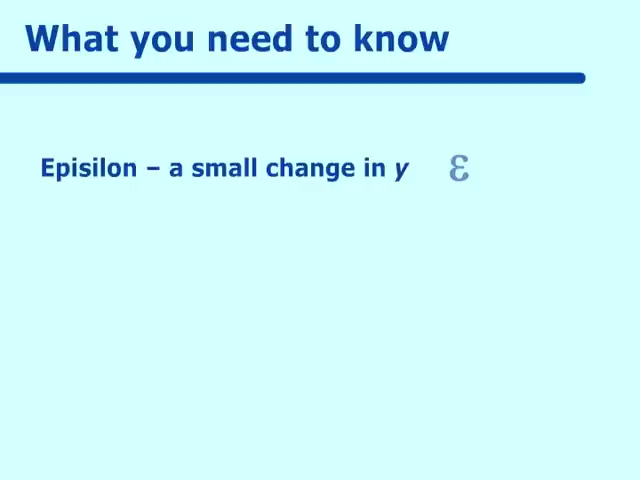 What you need to know
Episilon – a small change in y ε